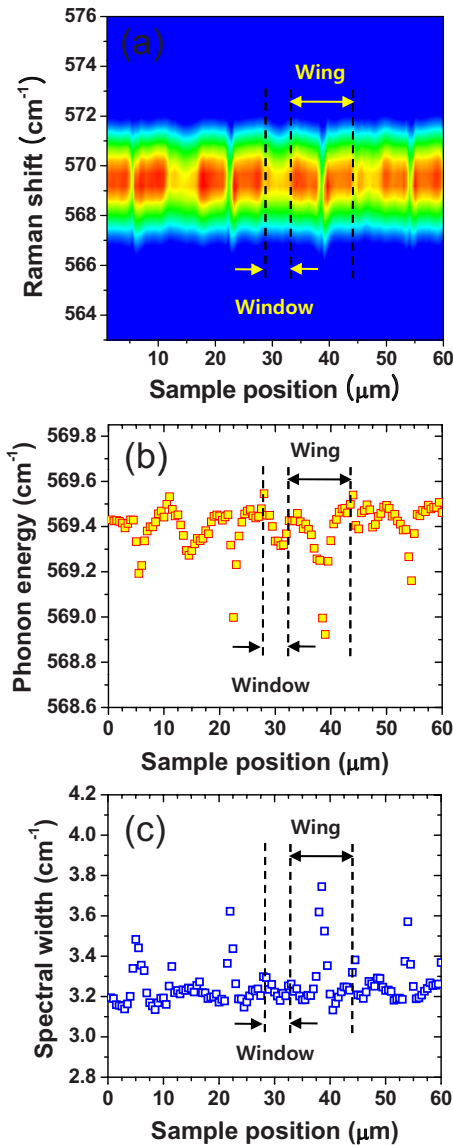 (a)
576
574
572
570
568
566
564
Raman shift (cm⁻¹)
Wing
Window
10 20 30 40 50 60
Sample position (μm)
(b)
569.8
569.6
569.4
569.2
569.0
568.8
568.6
Phonon energy (cm⁻¹)
Wing
Window
0 10 20 30 40 50 60
Sample position (μm)
(c)
4.2
4.0
3.8
3.6
3.4
3.2
3.0
2.8
Spectral width (cm⁻¹)
Wing
Window
0 10 20 30 40 50 60
Sample position (μm)